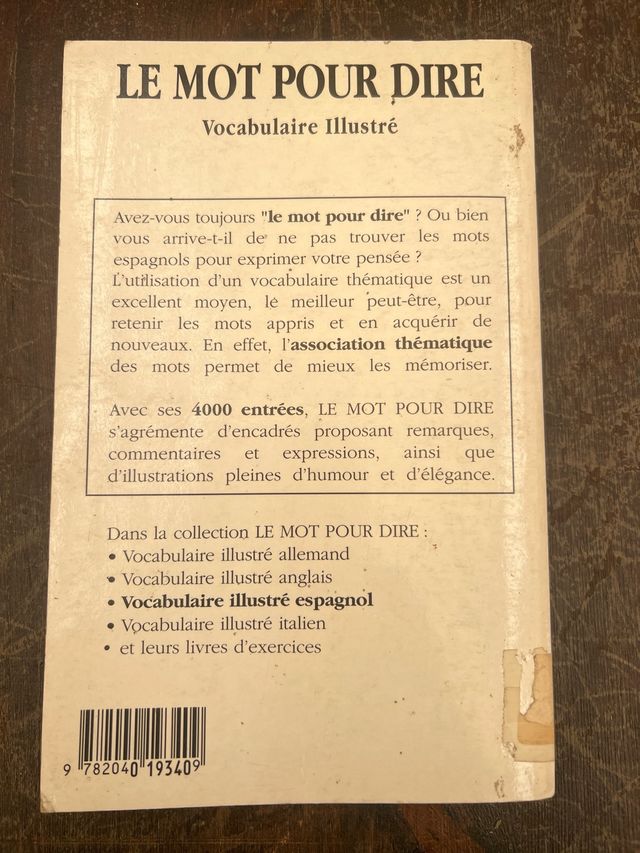 LE MOT POUR DIRE
Vocabulaire Illustré
Avez-vous toujours "le mot pour dire" ? Ou bien
vous arrive-t-il de ne pas trouver les mots
espagnols pour exprimer votre pensée ?
L'utilisation d'un vocabulaire thématique est un
excellent moyen, le meilleur peut-être, pour
retenir les mots appris et en acquérir de
nouveaux. En effet, l'association thématique
des mots permet de mieux les mémoriser.
Avec ses 4000 entrées, LE MOT POUR DIRE
s'agrémente d'encadrés proposant remarques,
commentaires et expressions, ainsi que
d'illustrations pleines d'humour et d'élégance.
Dans la collection LE MOT POUR DIRE :
• Vocabulaire illustré allemand
• Vocabulaire illustré anglais
• Vocabulaire illustré espagnol
• Vocabulaire illustré italien
• et leurs livres d'exercices
9 782040 193409